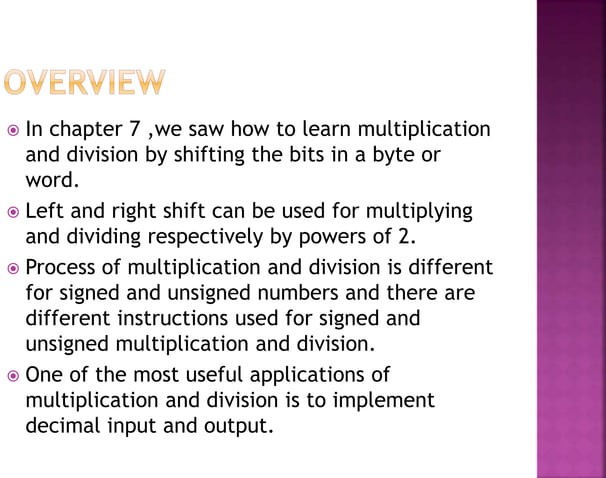 OVERVIEW
In chapter 7 ,we saw how to learn multiplication
and division by shifting the bits in a byte or
word.
Left and right shift can be used for multiplying
and dividing respectively by powers of 2.
Process of multiplication and division is different
for signed and unsigned numbers and there are
different instructions used for signed and
unsigned multiplication and division.
One of the most useful applications of
multiplication and division is to implement
decimal input and output.